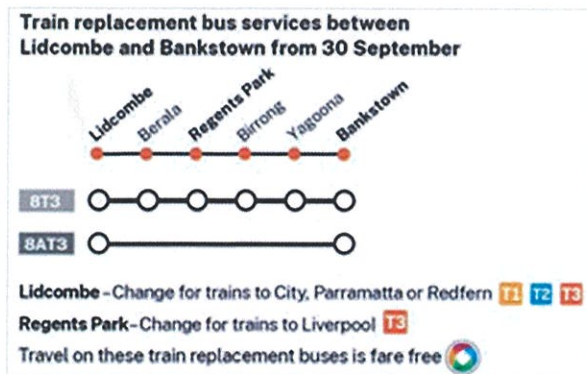 Train replacement bus services between
Lidcombe and Bankstown from 30 September
Lidcombe
Berala
Regents Park
Birrong
Yagoona
Bankstown
8T3
8AT3
Lidcombe–Change for trains to City, Parramatta or Redfern T1 T2 T3
Regents Park–Change for trains to Liverpool T3
Travel on these train replacement buses is fare free